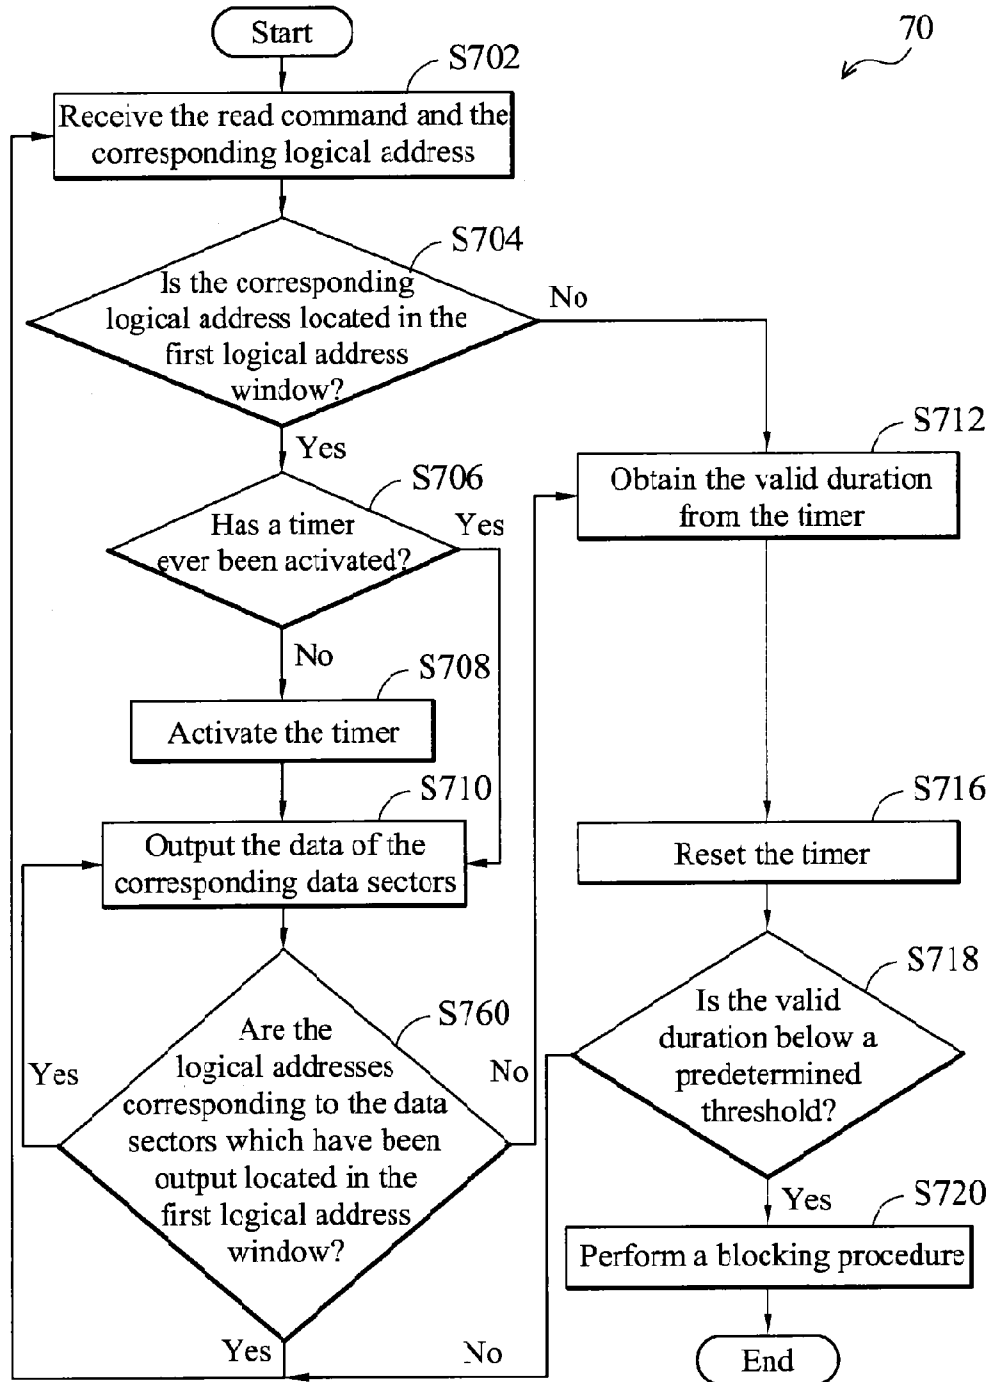 Start
70
S702
Receive the read command and the
corresponding logical address
S704
Is the corresponding
logical address located in the
first logical address
window?
No
Yes
S706
Has a timer
ever been activated?
Yes
No
S708
Activate the timer
S710
Output the data of the
corresponding data sectors
S760
Are the
logical addresses
corresponding to the data
sectors which have been
output located in the
first logical address
window?
Yes
No
Yes
S712
Obtain the valid duration
from the timer
S716
Reset the timer
S718
Is the valid
duration below a
predetermined
threshold?
No
Yes
S720
Perform a blocking procedure
End